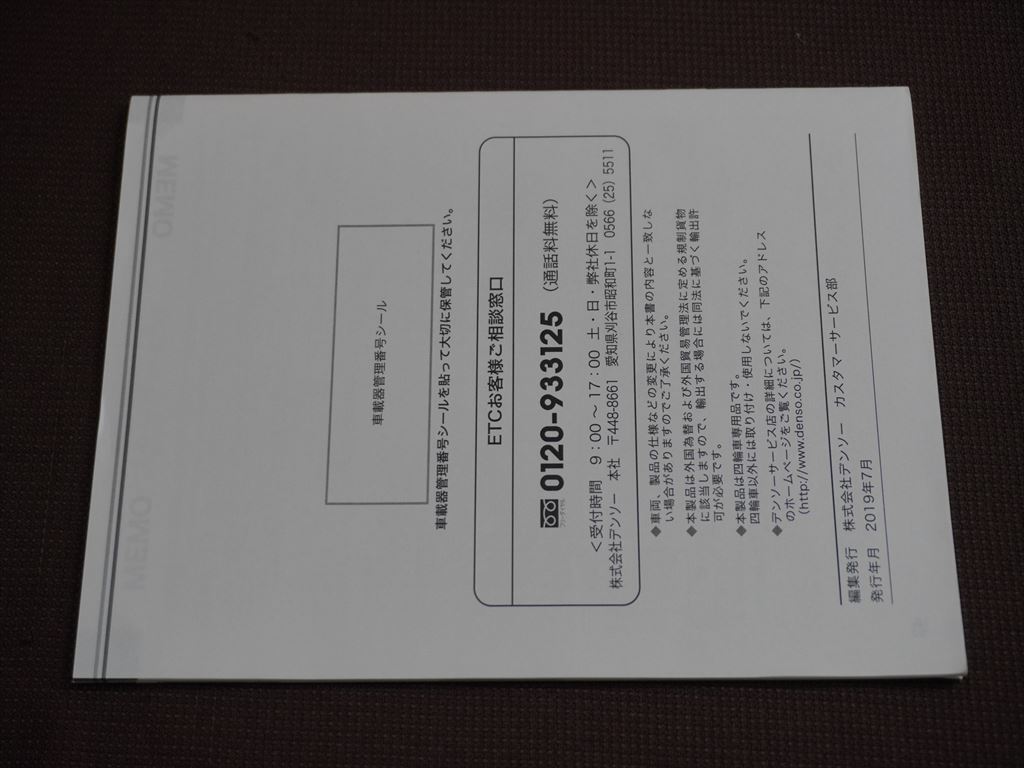 車載器管理番号シール
車載器管理番号シールを貼って大切に保管してください。
ETCお客様ご相談窓口
フリーダイヤル 0120-933125 (通話料無料)
<受付時間 9:00~17:00 土・日・弊社休日を除く>
株式会社デンソー 本社 〒448-8661 愛知県刈谷市昭和町1-1 0566(25)5511
◆車両、製品の仕様などの変更により本書の内容と一致しな
い場合がありますのでご了承ください。
◆本製品は外国為替および外国貿易管理法に定める規制貨物
に該当しますので、輸出する場合には同法に基づく輸出許
可が必要です。
◆本製品は四輪車専用品です。
四輪車以外には取り付け・使用しないでください。
◆デンソーサービス店の詳細については、下記のアドレス
のホームページをご覧ください。
(http://www.denso.co.jp/)
編集発行 株式会社デンソー カスタマーサービス部
発行年月 2019年7月
MEMO
MEMO